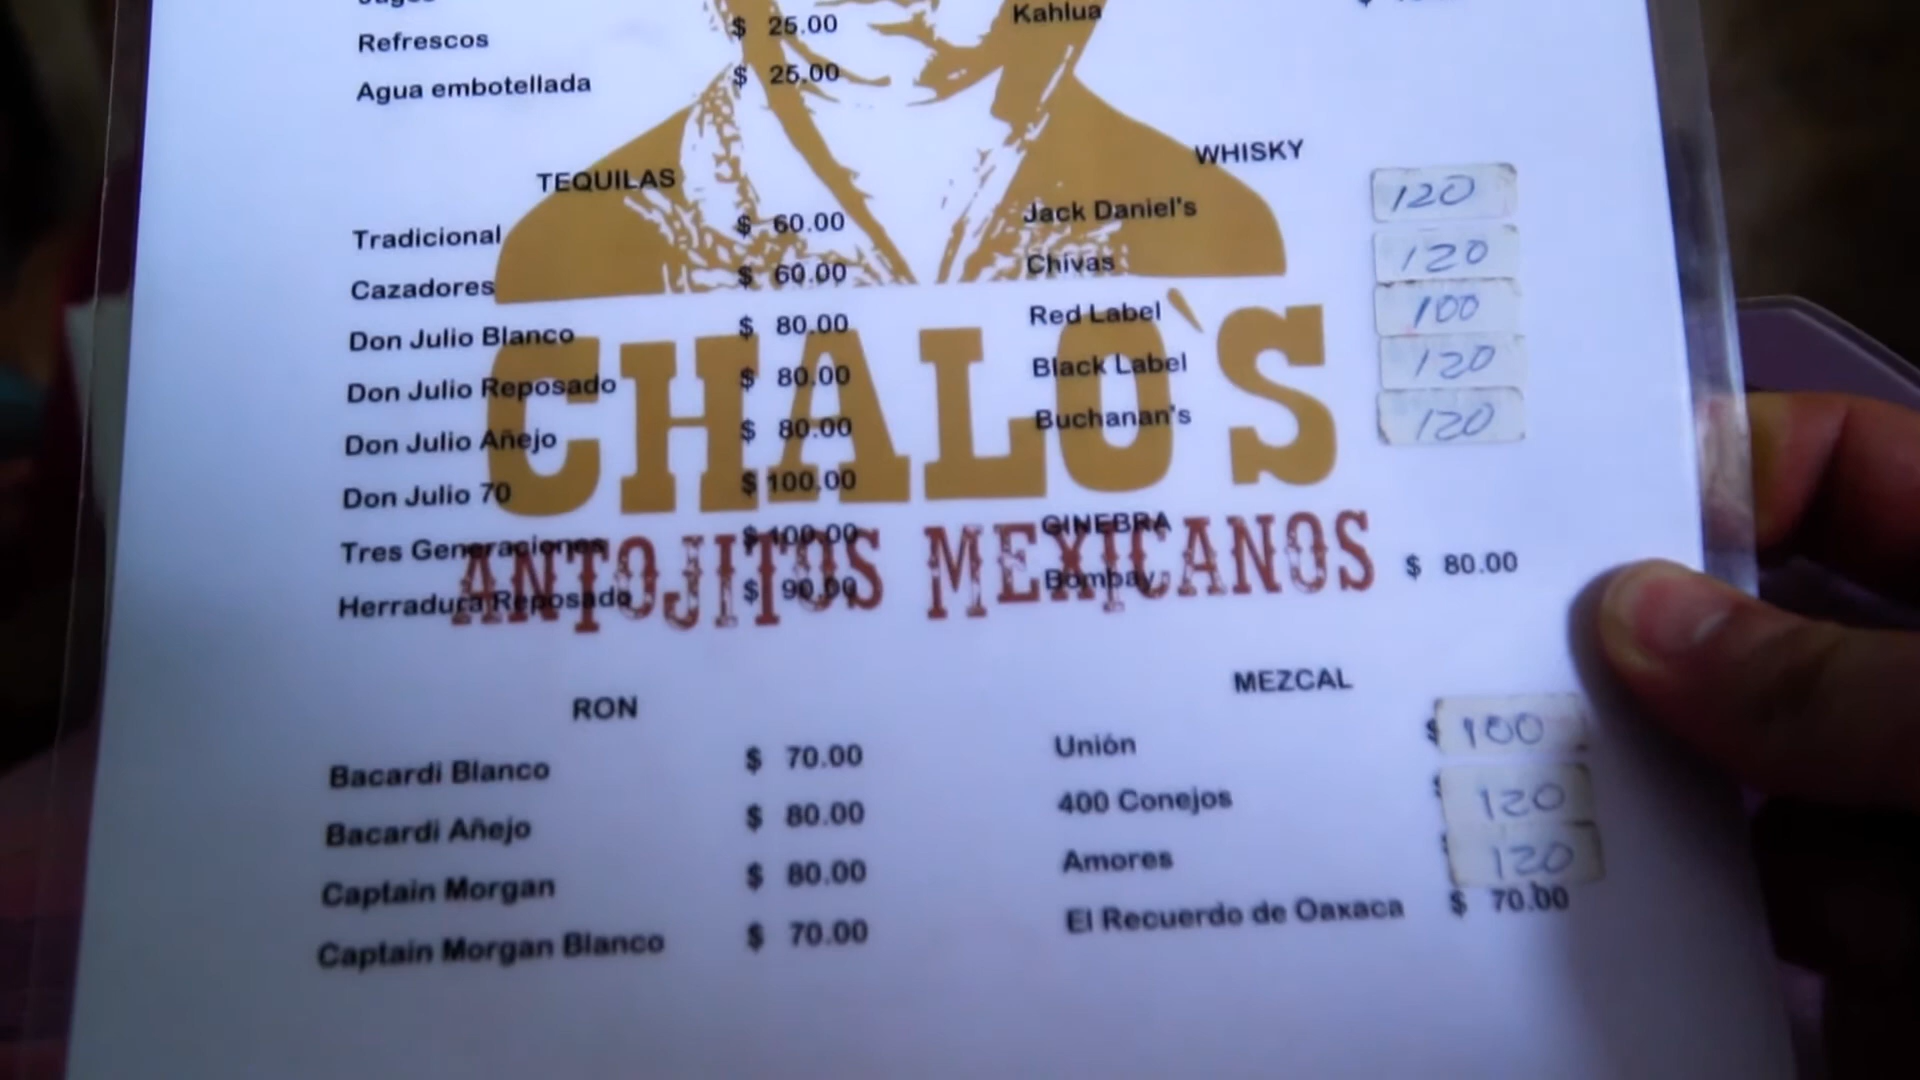 Refrescos $ 25.00
Agua embotellada $ 25.00
Kahlua
TEQUILAS
Tradicional $ 60.00
Cazadores $ 60.00
Don Julio Blanco $ 80.00
Don Julio Reposado $ 80.00
Don Julio Añejo $ 80.00
Don Julio 70 $ 100.00
Tres Generaciones $ 100.00
Herradura Reposado $ 90.00
WHISKY
Jack Daniel's 120
Chivas 120
Red Label 100
Black Label 120
Buchanan's 120
CHALO`S
ANTOJITOS MEXICANOS
GINEBRA
Bombay $ 80.00
RON
Bacardi Blanco $ 70.00
Bacardi Añejo $ 80.00
Captain Morgan $ 80.00
Captain Morgan Blanco $ 70.00
MEZCAL
Unión $ 100
400 Conejos 120
Amores 120
El Recuerdo de Oaxaca $ 70.00